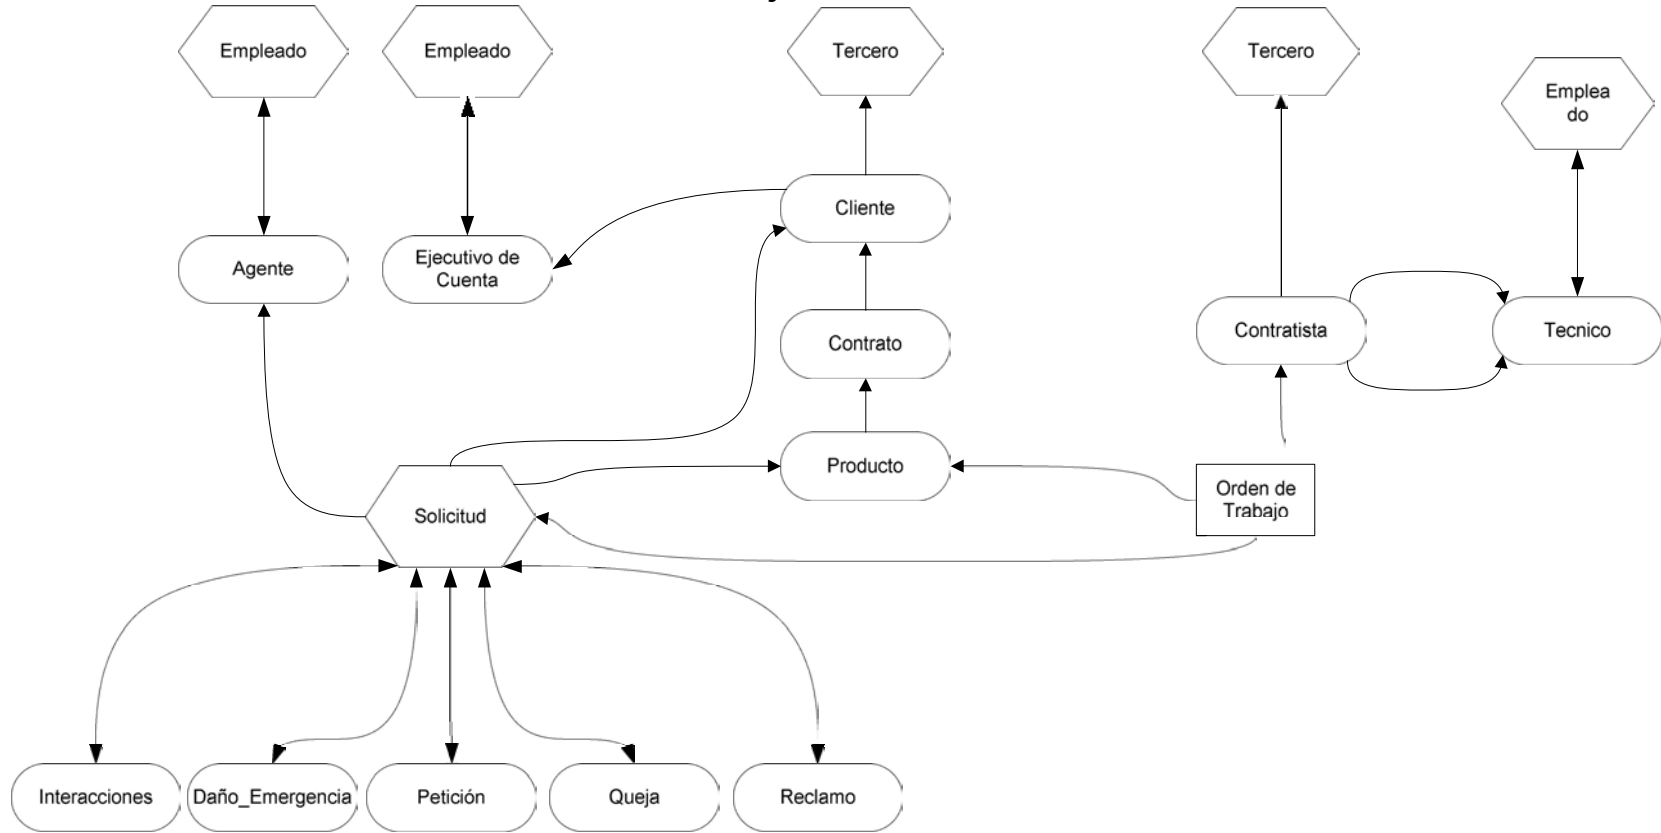 Empleado
Empleado
Tercero
Tercero
Emplea
do
Cliente
Agente
Ejecutivo de
Cuenta
Contrato
Contratista
Tecnico
Producto
Orden de
Trabajo
Solicitud
Interacciones
Daño_Emergencia
Petición
Queja
Reclamo